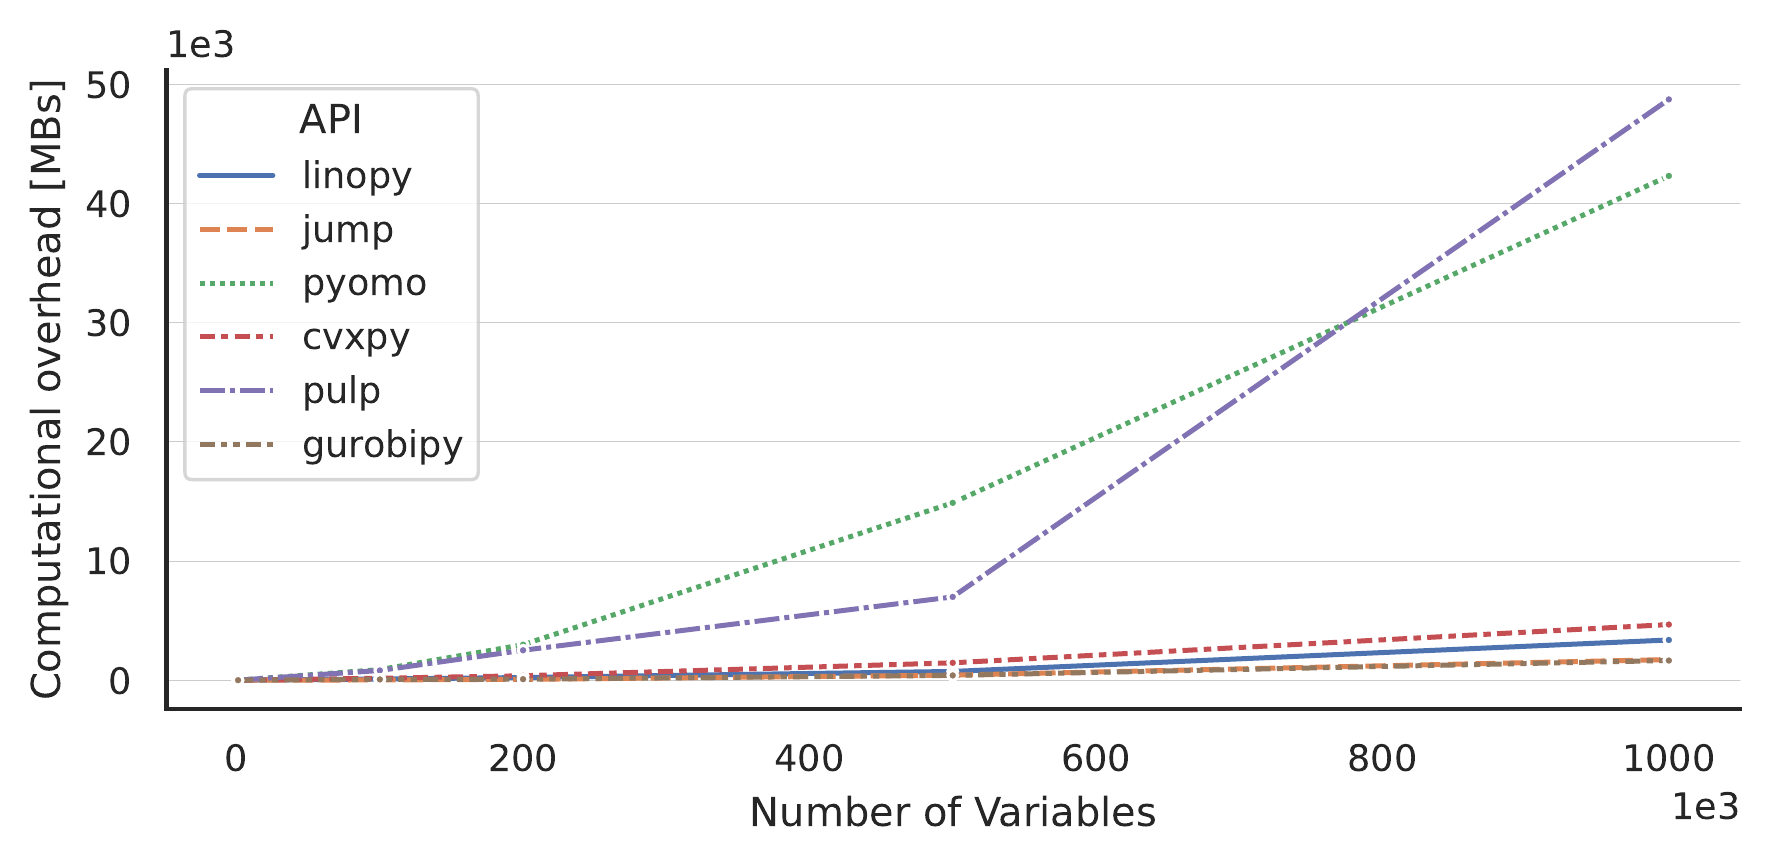 1e3
Computational overhead [MBs]
50
40
30
20
10
0
API
linopy
jump
pyomo
cvxpy
pulp
gurobipy
0 200 400 600 800 1000
1e3
Number of Variables